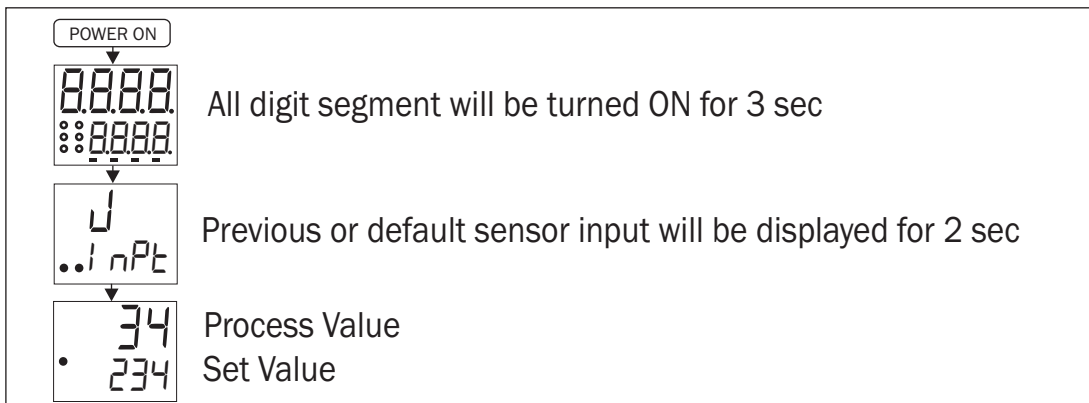 POWER ON
8.8.8.8.
8.8.8.8.
All digit segment will be turned ON for 3 sec
J
InPt
Previous or default sensor input will be displayed for 2 sec
34
234
Process Value
Set Value